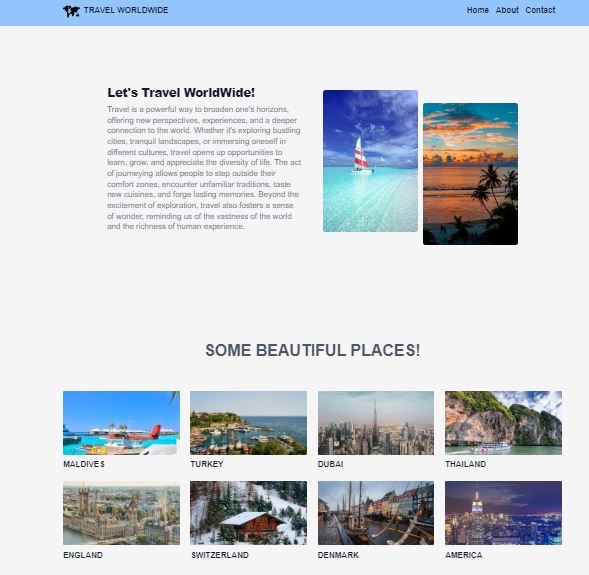 TRAVEL WORLDWIDE
Home About Contact
Let's Travel WorldWide!
Travel is a powerful way to broaden one's horizons,
offering new perspectives, experiences, and a deeper
connection to the world. Whether it's exploring bustling
cities, tranquil landscapes, or immersing oneself in
different cultures, travel opens up opportunities to
learn, grow, and appreciate the diversity of life. The act
of journeying allows people to step outside their
comfort zones, encounter unfamiliar traditions, taste
new cuisines, and forge lasting memories. Beyond the
excitement of exploration, travel also fosters a sense
of wonder, reminding us of the vastness of the world
and the richness of human experience.
SOME BEAUTIFUL PLACES!
MALDIVES
TURKEY
DUBAI
THAILAND
ENGLAND
SWITZERLAND
DENMARK
AMERICA